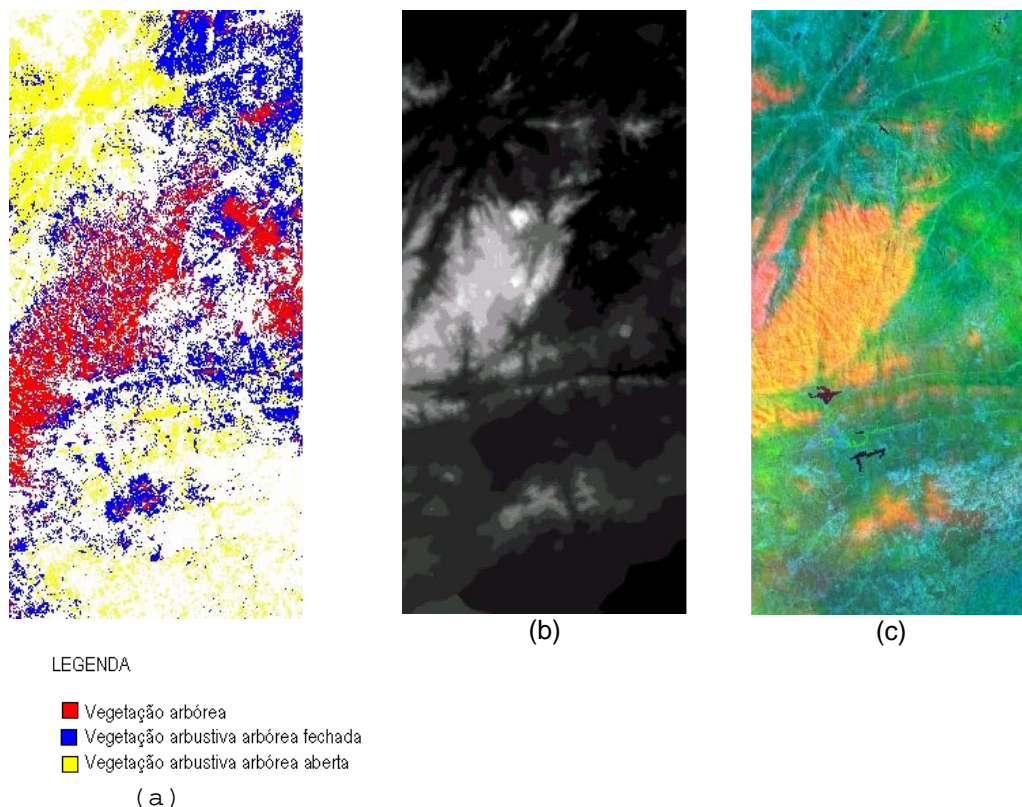 (b)
(c)
LEGENDA
Vegetação arbórea
Vegetação arbustiva arbórea fechada
Vegetação arbustiva arbórea aberta
(a)